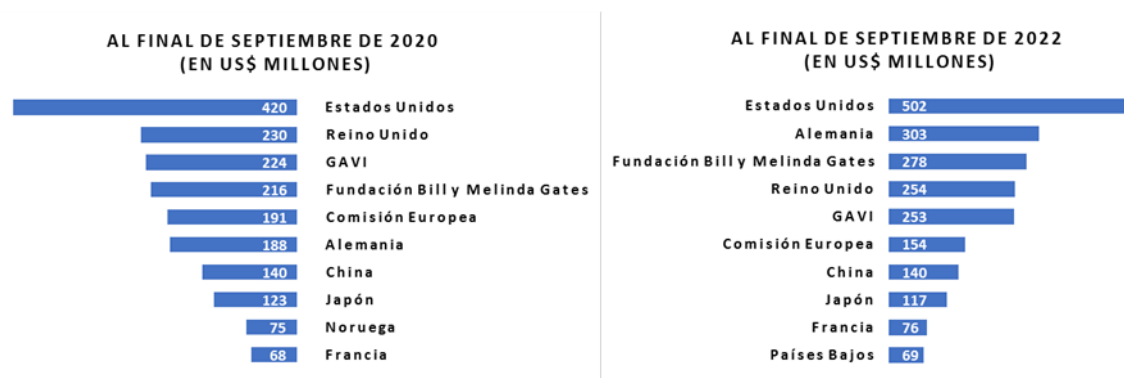 AL FINAL DE SEPTIEMBRE DE 2020
(EN US$ MILLONES)
420 Estados Unidos
230 Reino Unido
224 GAVI
216 Fundación Bill y Melinda Gates
191 Comisión Europea
188 Alemania
140 China
123 Japón
75 Noruega
68 Francia
AL FINAL DE SEPTIEMBRE DE 2022
(EN US$ MILLONES)
Estados Unidos 502
Alemania 303
Fundación Bill y Melinda Gates 278
Reino Unido 254
GAVI 253
Comisión Europea 154
China 140
Japón 117
Francia 76
Países Bajos 69